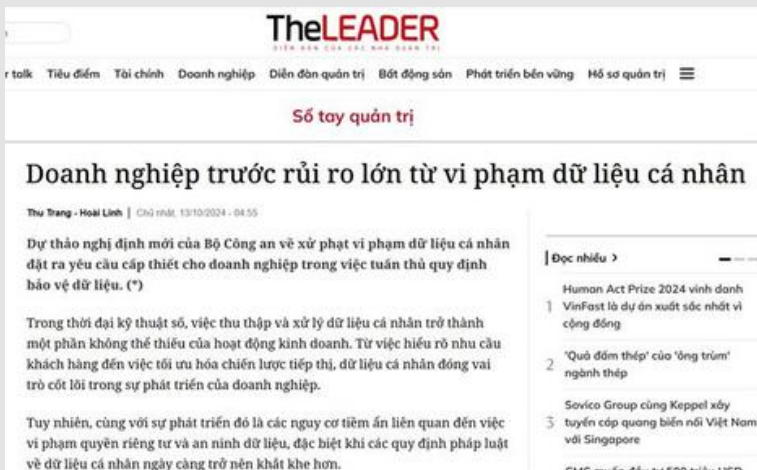 TheLEADER
DIỄN ĐÀN CỦA CÁC NHÀ QUẢN TRỊ
r talk Tiêu điểm Tài chính Doanh nghiệp Diễn đàn quản trị Bất động sản Phát triển bền vững Hồ sơ quản trị
Sổ tay quản trị
Doanh nghiệp trước rủi ro lớn từ vi phạm dữ liệu cá nhân
Thu Trang - Hoài Linh | Chủ nhật, 13/10/2024 - 04:55
Dự thảo nghị định mới của Bộ Công an về xử phạt vi phạm dữ liệu cá nhân
đặt ra yêu cầu cấp thiết cho doanh nghiệp trong việc tuân thủ quy định
bảo vệ dữ liệu. (*)
Trong thời đại kỹ thuật số, việc thu thập và xử lý dữ liệu cá nhân trở thành
một phần không thể thiếu của hoạt động kinh doanh. Từ việc hiểu rõ nhu cầu
khách hàng đến việc tối ưu hóa chiến lược tiếp thị, dữ liệu cá nhân đóng vai
trò cốt lõi trong sự phát triển của doanh nghiệp.
Tuy nhiên, cùng với sự phát triển đó là các nguy cơ tiềm ẩn liên quan đến việc
vi phạm quyền riêng tư và an ninh dữ liệu, đặc biệt khi các quy định pháp luật
về dữ liệu cá nhân ngày càng trở nên khắt khe hơn.
Đọc nhiều >
1 Human Act Prize 2024 vinh danh
VinFast là dự án xuất sắc nhất vì
cộng đồng
2 'Quả đấm thép' của 'ông trùm'
ngành thép
3 Sovico Group cùng Keppel xây
tuyến cáp quang biển nối Việt Nam
với Singapore